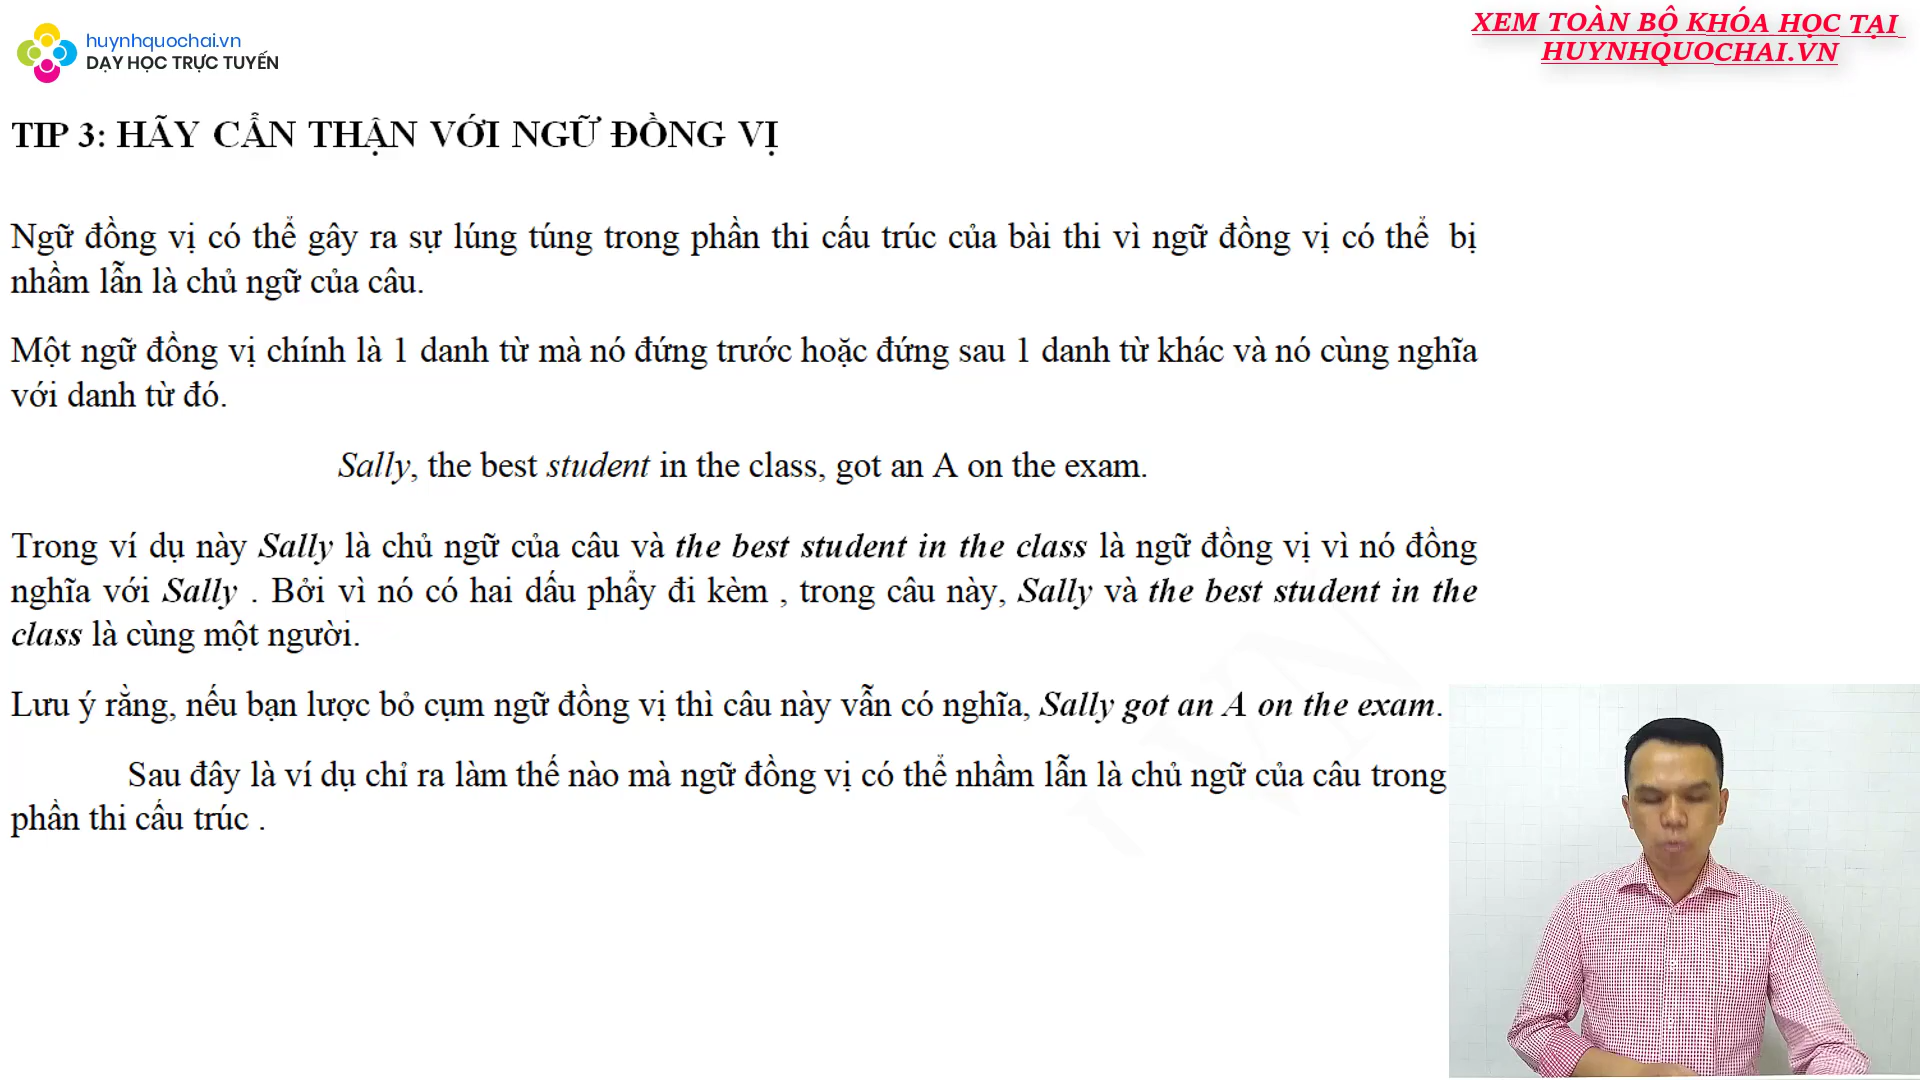 huynhquochai.vn
DẠY HỌC TRỰC TUYẾN
XEM TOÀN BỘ KHÓA HỌC TẠI
HUYNHQUOCHAI.VN
TIP 3: HÃY CẨN THẬN VỚI NGỮ ĐỒNG VỊ
Ngữ đồng vị có thể gây ra sự lúng túng trong phần thi cấu trúc của bài thi vì ngữ đồng vị có thể bị
nhầm lẫn là chủ ngữ của câu.
Một ngữ đồng vị chính là 1 danh từ mà nó đứng trước hoặc đứng sau 1 danh từ khác và nó cùng nghĩa
với danh từ đó.
Sally, the best student in the class, got an A on the exam.
Trong ví dụ này Sally là chủ ngữ của câu và the best student in the class là ngữ đồng vị vì nó đồng
nghĩa với Sally . Bởi vì nó có hai dấu phẩy đi kèm , trong câu này, Sally và the best student in the
class là cùng một người.
Lưu ý rằng, nếu bạn lược bỏ cụm ngữ đồng vị thì câu này vẫn có nghĩa, Sally got an A on the exam.
Sau đây là ví dụ chỉ ra làm thế nào mà ngữ đồng vị có thể nhầm lẫn là chủ ngữ của câu trong
phần thi cấu trúc .